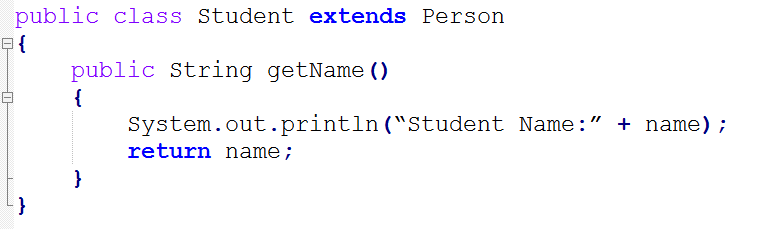 public class Student extends Person
{
public String getName()
{
System.out.println(“Student Name:” + name);
return name;
}
}